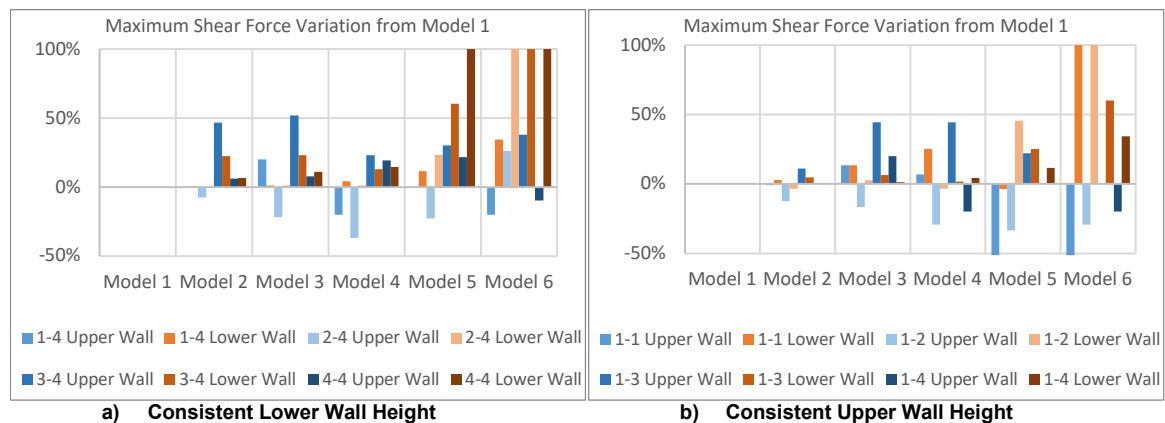 Maximum Shear Force Variation from Model 1
100%
50%
0%
-50%
Model 1 Model 2 Model 3 Model 4 Model 5 Model 6
1-4 Upper Wall 1-4 Lower Wall 2-4 Upper Wall 2-4 Lower Wall
3-4 Upper Wall 3-4 Lower Wall 4-4 Upper Wall 4-4 Lower Wall
a) Consistent Lower Wall Height
Maximum Shear Force Variation from Model 1
100%
50%
0%
-50%
Model 1 Model 2 Model 3 Model 4 Model 5 Model 6
1-1 Upper Wall 1-1 Lower Wall 1-2 Upper Wall 1-2 Lower Wall
1-3 Upper Wall 1-3 Lower Wall 1-4 Upper Wall 1-4 Lower Wall
b) Consistent Upper Wall Height